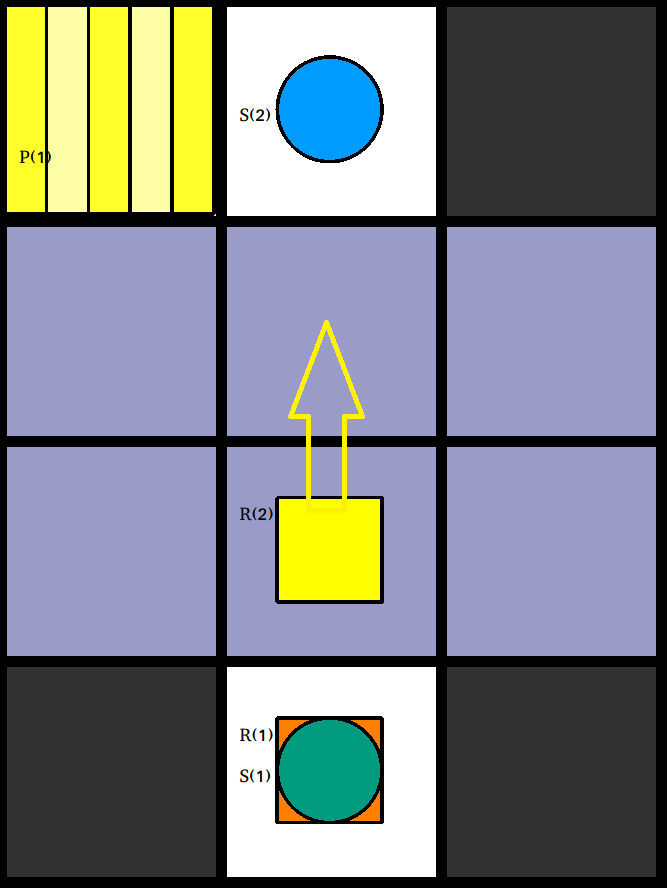 P(1)
S(2)
R(2)
R(1)
S(1)